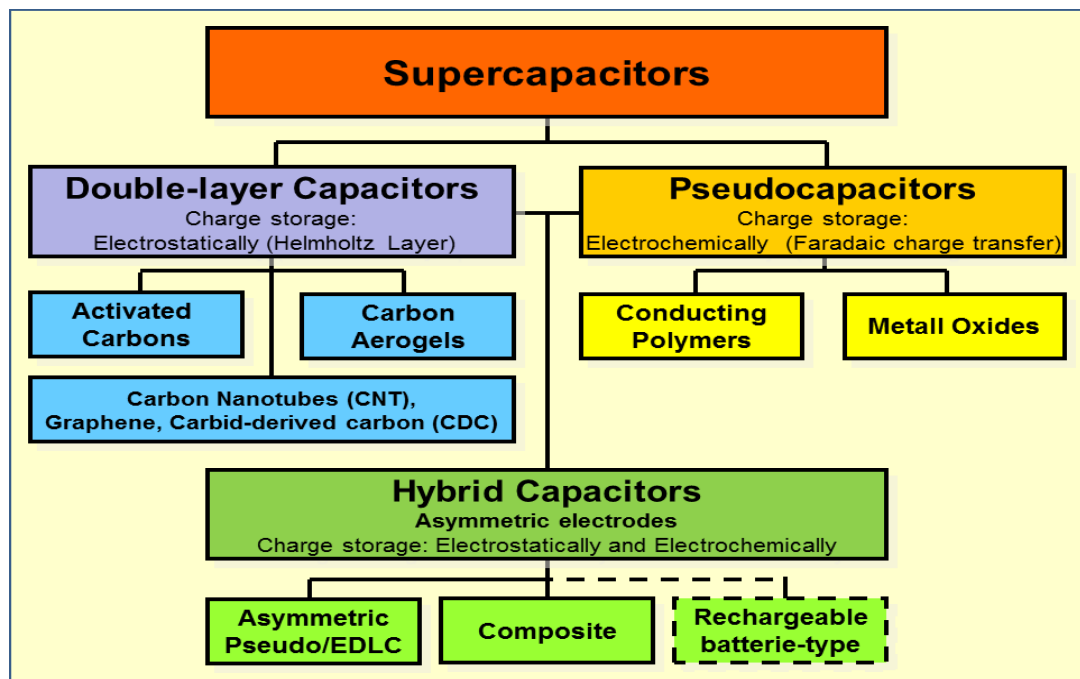 Supercapacitors
Double-layer Capacitors
Charge storage:
Electrostatically (Helmholtz Layer)
Pseudocapacitors
Charge storage:
Electrochemically (Faradaic charge transfer)
Activated
Carbons
Carbon
Aerogels
Conducting
Polymers
Metall Oxides
Carbon Nanotubes (CNT),
Graphene, Carbid-derived carbon (CDC)
Hybrid Capacitors
Asymmetric electrodes
Charge storage: Electrostatically and Electrochemically
Asymmetric
Pseudo/EDLC
Composite
Rechargeable
batterie-type